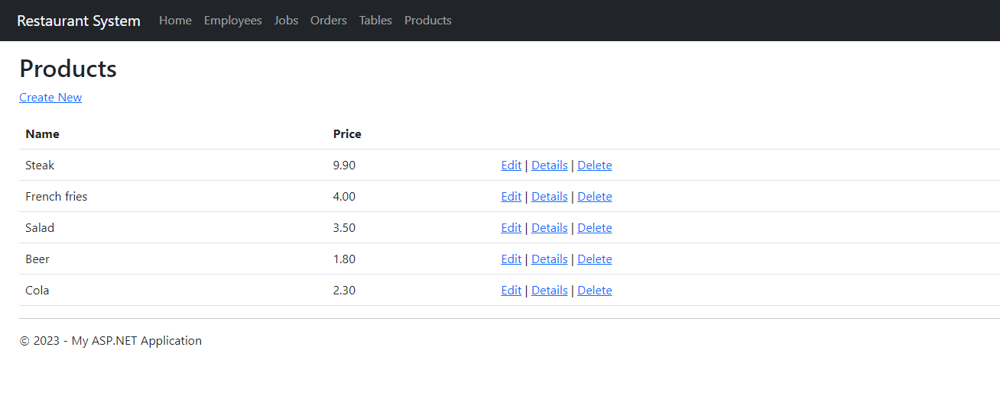 Restaurant System Home Employees Jobs Orders Tables Products
Products
Create New
Name Price
Steak 9.90 Edit | Details | Delete
French fries 4.00 Edit | Details | Delete
Salad 3.50 Edit | Details | Delete
Beer 1.80 Edit | Details | Delete
Cola 2.30 Edit | Details | Delete
© 2023 - My ASP.NET Application